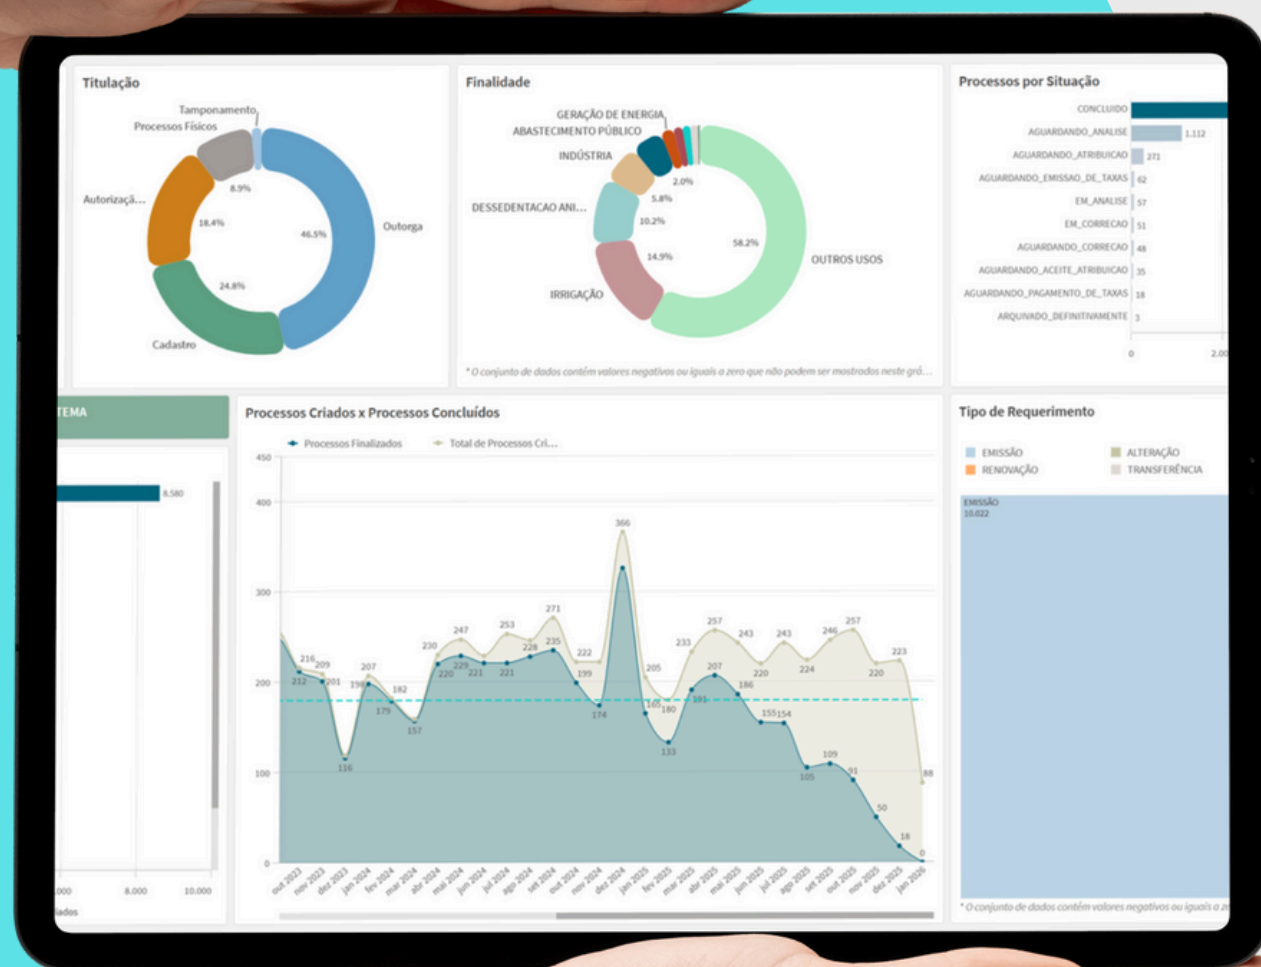 Titulação
Tamponamento
Processos Físicos
8.9%
Autorizaçã...
18.4%
46.5%
Outorga
24.8%
Cadastro
Finalidade
GERAÇÃO DE ENERGIA
ABASTECIMENTO PÚBLICO
INDÚSTRIA
2.0%
DESSEDENTACAO ANI...
5.8%
10.2%
58.2%
14.9%
OUTROS USOS
IRRIGAÇÃO
* O conjunto de dados contém valores negativos ou iguais a zero que não podem ser mostrados neste grá...
Processos por Situação
CONCLUIDO
AGUARDANDO_ANALISE 1.112
AGUARDANDO_ATRIBUICAO 271
AGUARDANDO_EMISSAO_DE_TAXAS 62
EM_ANALISE 57
EM_CORRECAO 51
AGUARDANDO_CORRECAO 48
AGUARDANDO_ACEITE_ATRIBUICAO 35
AGUARDANDO_PAGAMENTO_DE_TAXAS 18
ARQUIVADO_DEFINITIVAMENTE 3
0 2.00
TEMA
8.580
.000 8.000 10.000
iados
Processos Criados x Processos Concluídos
Processos Finalizados Total de Processos Cri...
450
400
300
200
100
0
366
271
253
247
230
222
216
209
207
182
205
233
257
243
220
243
224
246
257
220
223
88
212
201
116
198
179
157
220
229
221
221
228
235
199
174
165
133
180
191
207
186
155
154
105
109
91
50
18
0
out 2023
nov 2023
dez 2023
jan 2024
fev 2024
mar 2024
abr 2024
mai 2024
jun 2024
jul 2024
ago 2024
set 2024
out 2024
nov 2024
dez 2024
jan 2025
fev 2025
mar 2025
abr 2025
mai 2025
jun 2025
jul 2025
ago 2025
set 2025
out 2025
nov 2025
dez 2025
jan 2026
Tipo de Requerimento
EMISSÃO ALTERAÇÃO
RENOVAÇÃO TRANSFERÊNCIA
EMISSÃO
10.022
* O conjunto de dados contém valores negativos ou iguais a ze